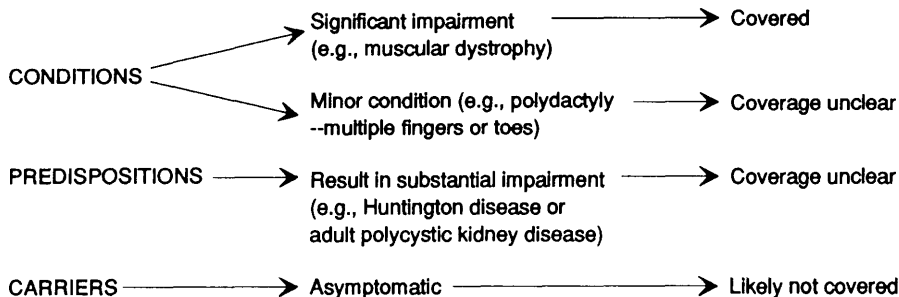 Significant impairment
(e.g., muscular dystrophy)
Covered
CONDITIONS
Minor condition (e.g., polydactyly
--multiple fingers or toes)
Coverage unclear
PREDISPOSITIONS
Result in substantial impairment
(e.g., Huntington disease or
adult polycystic kidney disease)
Coverage unclear
CARRIERS
Asymptomatic
Likely not covered